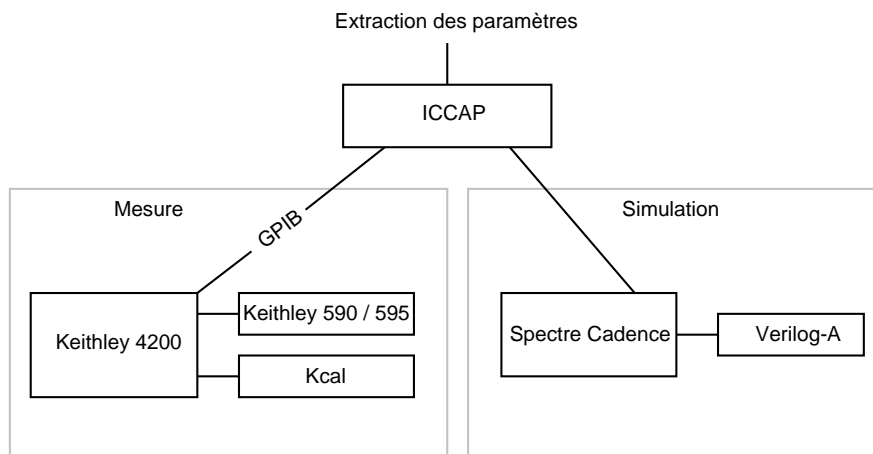 Extraction des paramètres
ICCAP
Mesure
Simulation
GPIB
Keithley 4200
Keithley 590 / 595
Kcal
Spectre Cadence
Verilog-A